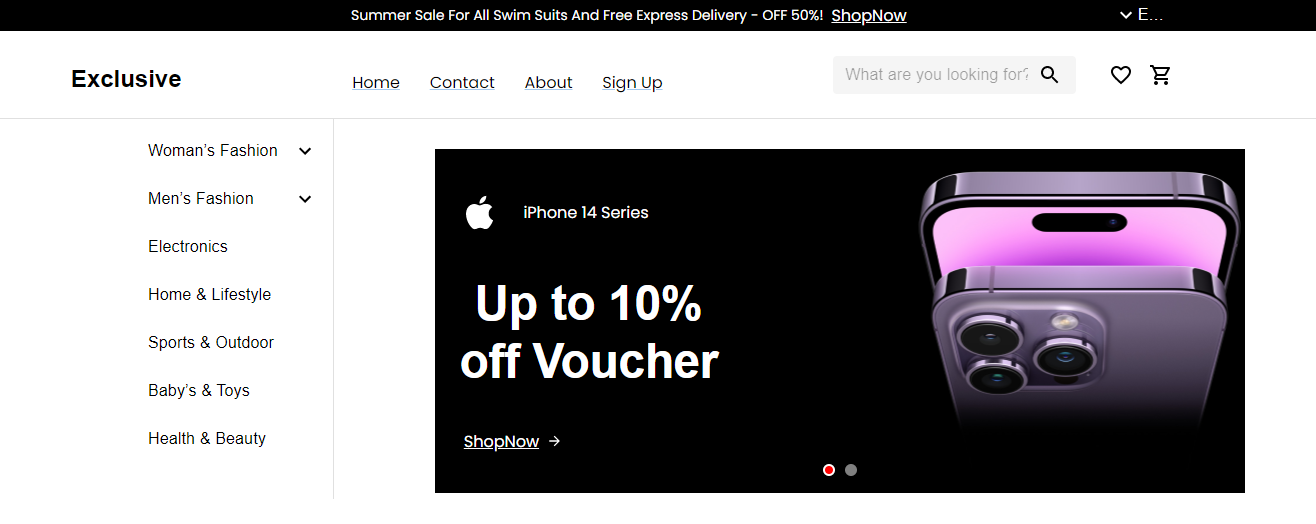 Summer Sale For All Swim Suits And Free Express Delivery - OFF 50%! ShopNow
E...
Exclusive
Home Contact About Sign Up
What are you looking for?
Woman's Fashion
Men's Fashion
Electronics
Home & Lifestyle
Sports & Outdoor
Baby's & Toys
Health & Beauty
iPhone 14 Series
Up to 10%
off Voucher
ShopNow